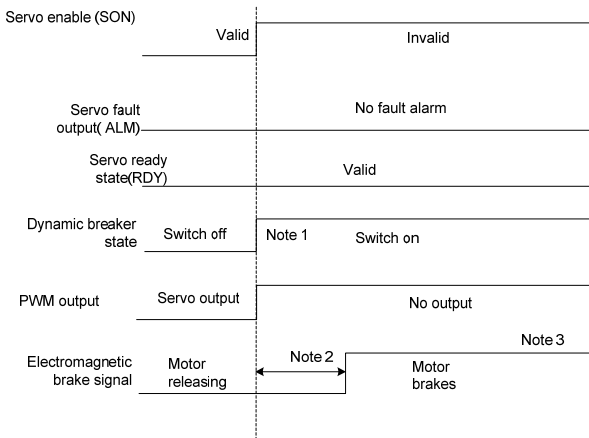 Servo enable (SON)
Valid
Invalid
Servo fault
output( ALM)
No fault alarm
Servo ready
state(RDY)
Valid
Dynamic breaker
state
Switch off
Note 1
Switch on
PWM output
Servo output
No output
Electromagnetic
brake signal
Motor
releasing
Note 2
Note 3
Motor
brakes